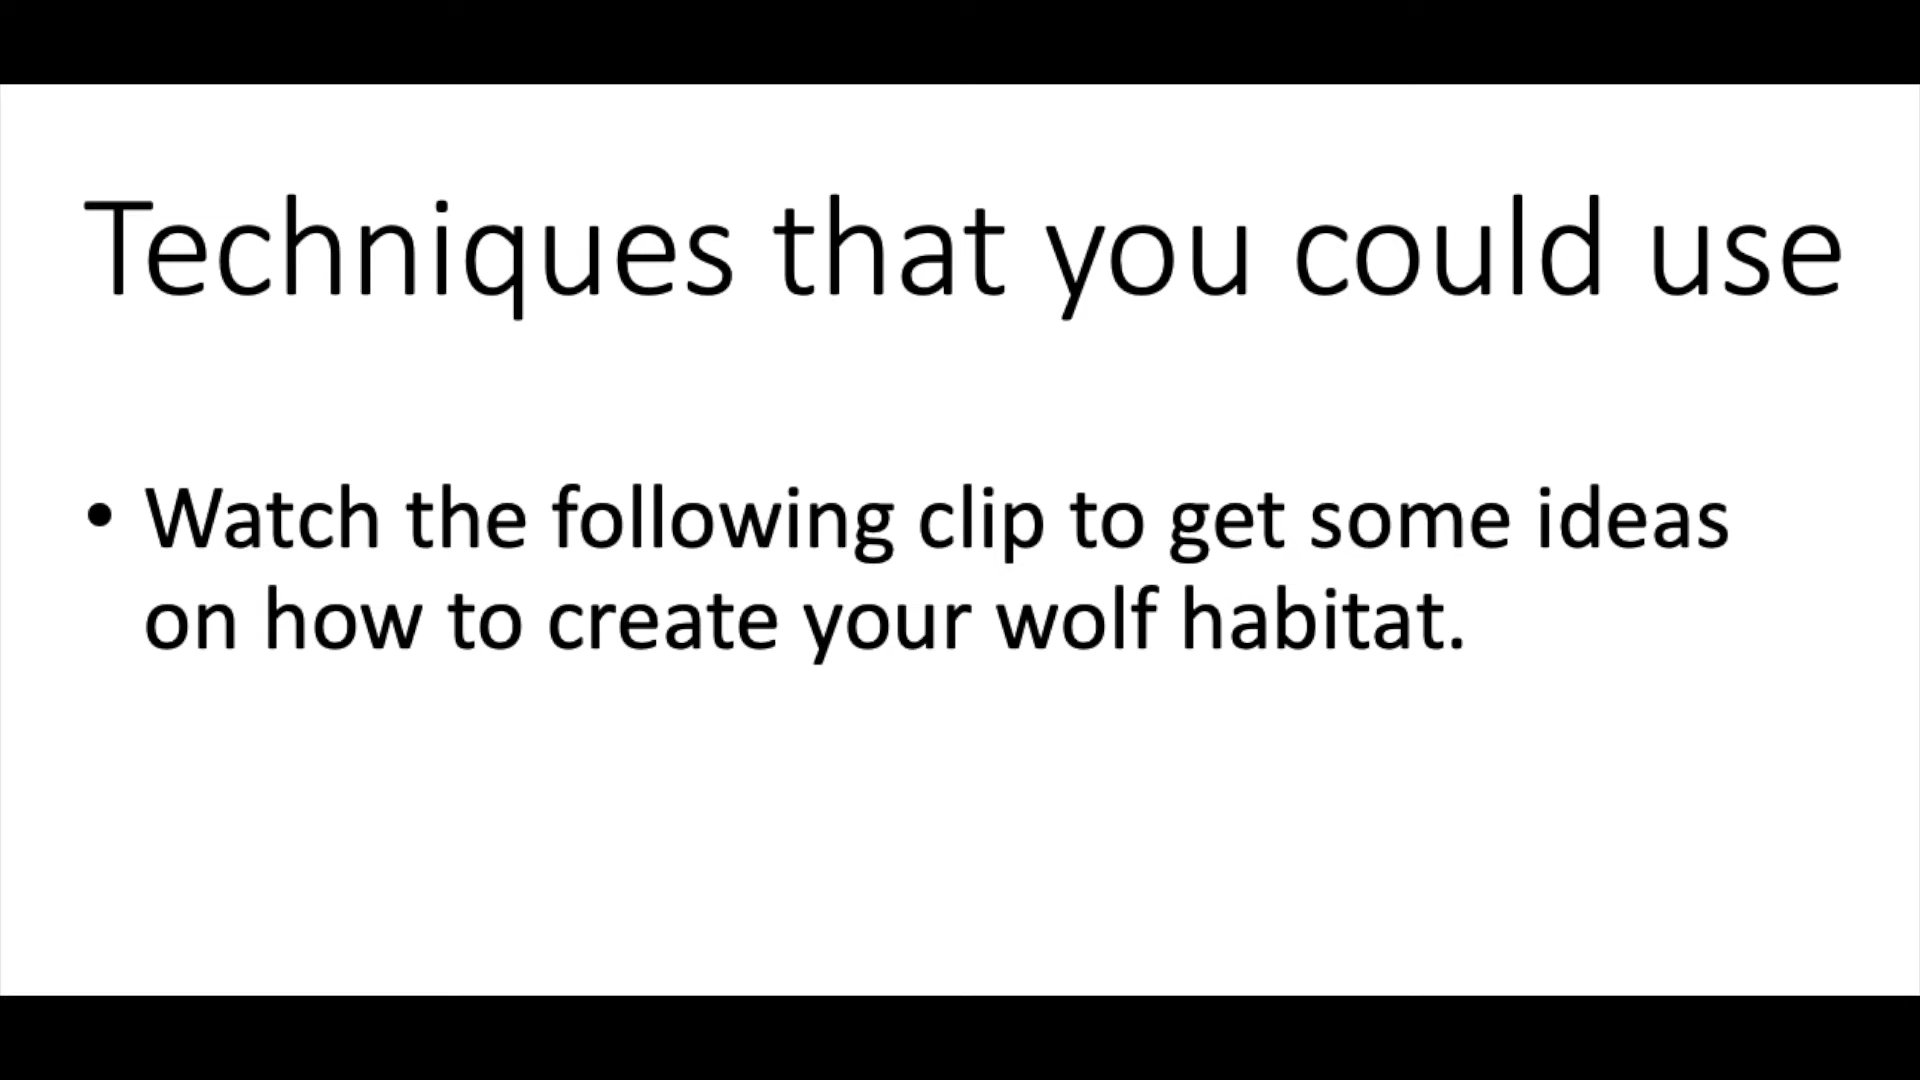 Techniques that you could use
• Watch the following clip to get some ideas
on how to create your wolf habitat.